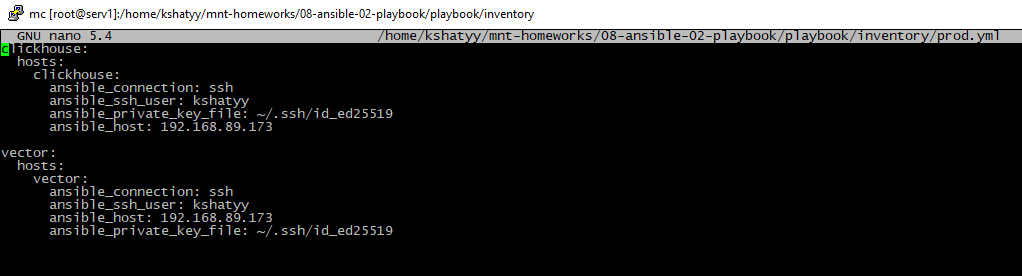 mc [root@serv1]:/home/kshatyy/mnt-homeworks/08-ansible-02-playbook/playbook/inventory
GNU nano 5.4 /home/kshatyy/mnt-homeworks/08-ansible-02-playbook/playbook/inventory/prod.yml
clickhouse:
  hosts:
    clickhouse:
      ansible_connection: ssh
      ansible_ssh_user: kshatyy
      ansible_private_key_file: ~/.ssh/id_ed25519
      ansible_host: 192.168.89.173

vector:
  hosts:
    vector:
      ansible_connection: ssh
      ansible_ssh_user: kshatyy
      ansible_host: 192.168.89.173
      ansible_private_key_file: ~/.ssh/id_ed25519